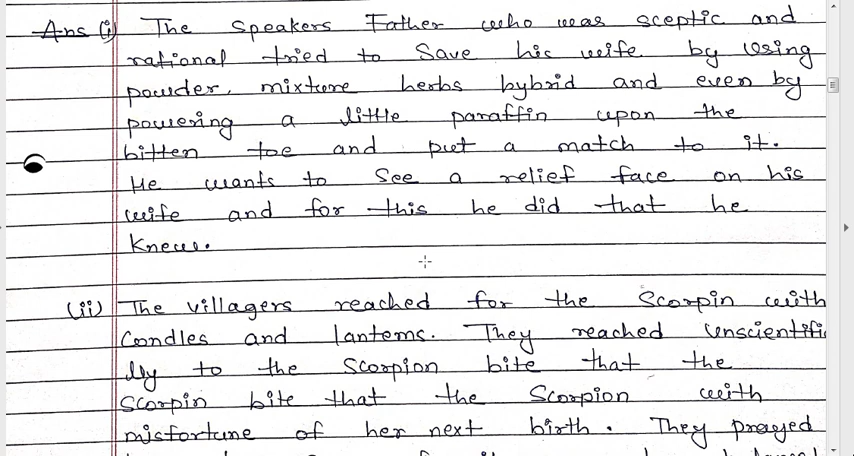 Ans (i) The Speakers Father who was sceptic and
rational tried to Save his wife by using
powder, mixture herbs hybrid and even by
powering a little paraffin upon the
bitten toe and put a match to it.
He wants to See a relief face on his
wife and for this he did that he
knew.
(ii) The villagers reached for the Scorpin with
Candles and lanterns. They reached unscientifi
lly to the Scorpion bite that the
Scorpin bite that the Scorpion with
misfortune of her next birth. They prayed